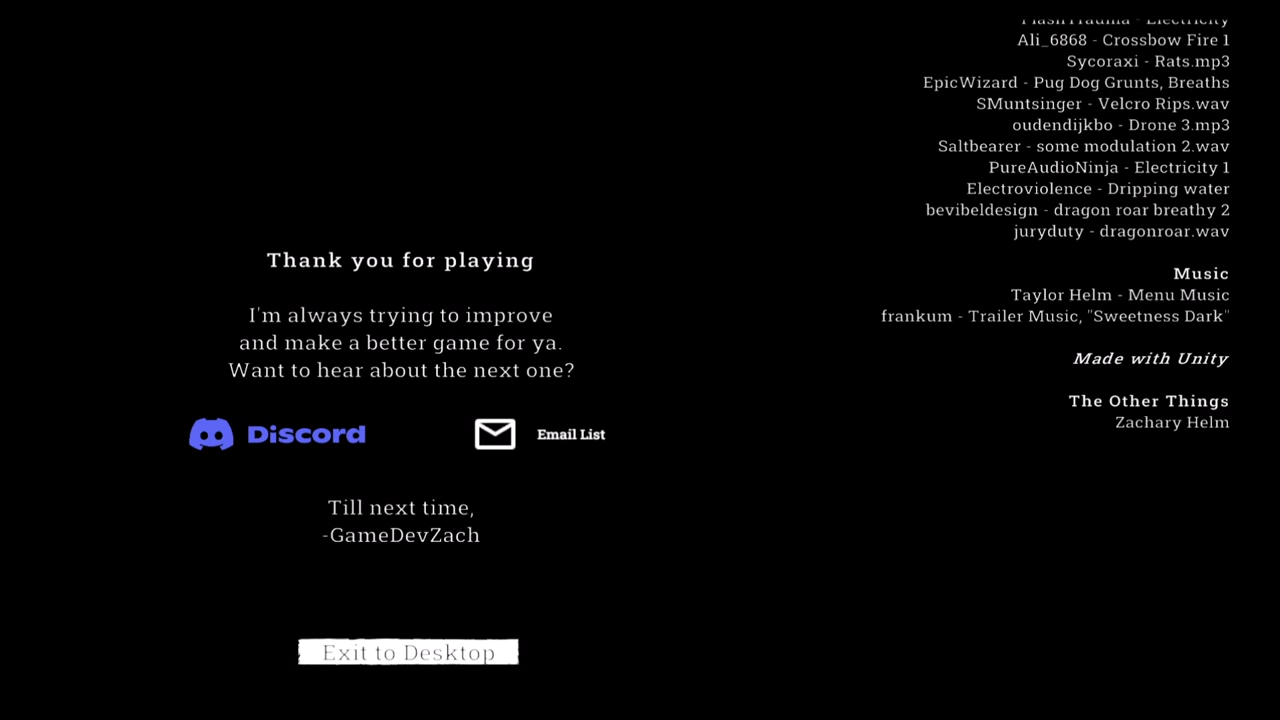 Thank you for playing
I'm always trying to improve
and make a better game for ya.
Want to hear about the next one?
Discord
Email List
Till next time,
-GameDevZach
Exit to Desktop
- Electricity
Ali_6868 - Crossbow Fire 1
Sycoraxi - Rats.mp3
EpicWizard - Pug Dog Grunts, Breaths
SMuntsinger - Velcro Rips.wav
oudendijkbo - Drone 3.mp3
Saltbearer - some modulation 2.wav
PureAudioNinja - Electricity 1
Electroviolence - Dripping water
bevibeldesign - dragon roar breathy 2
juryduty - dragonroar.wav
Music
Taylor Helm - Menu Music
frankum - Trailer Music, "Sweetness Dark"
Made with Unity
The Other Things
Zachary Helm